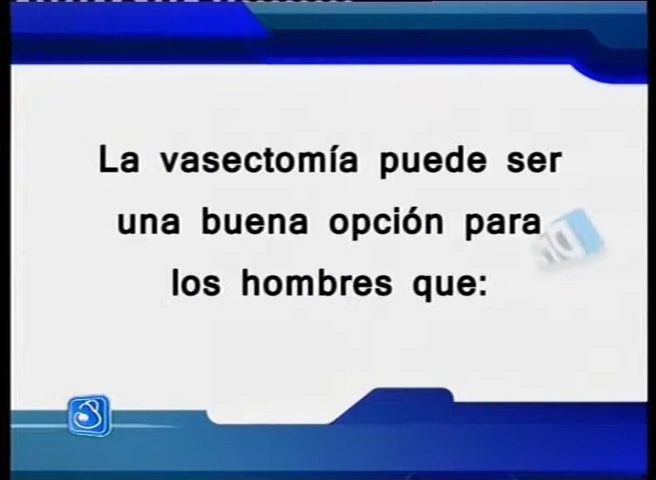 La vasectomía puede ser
una buena opción para
los hombres que: